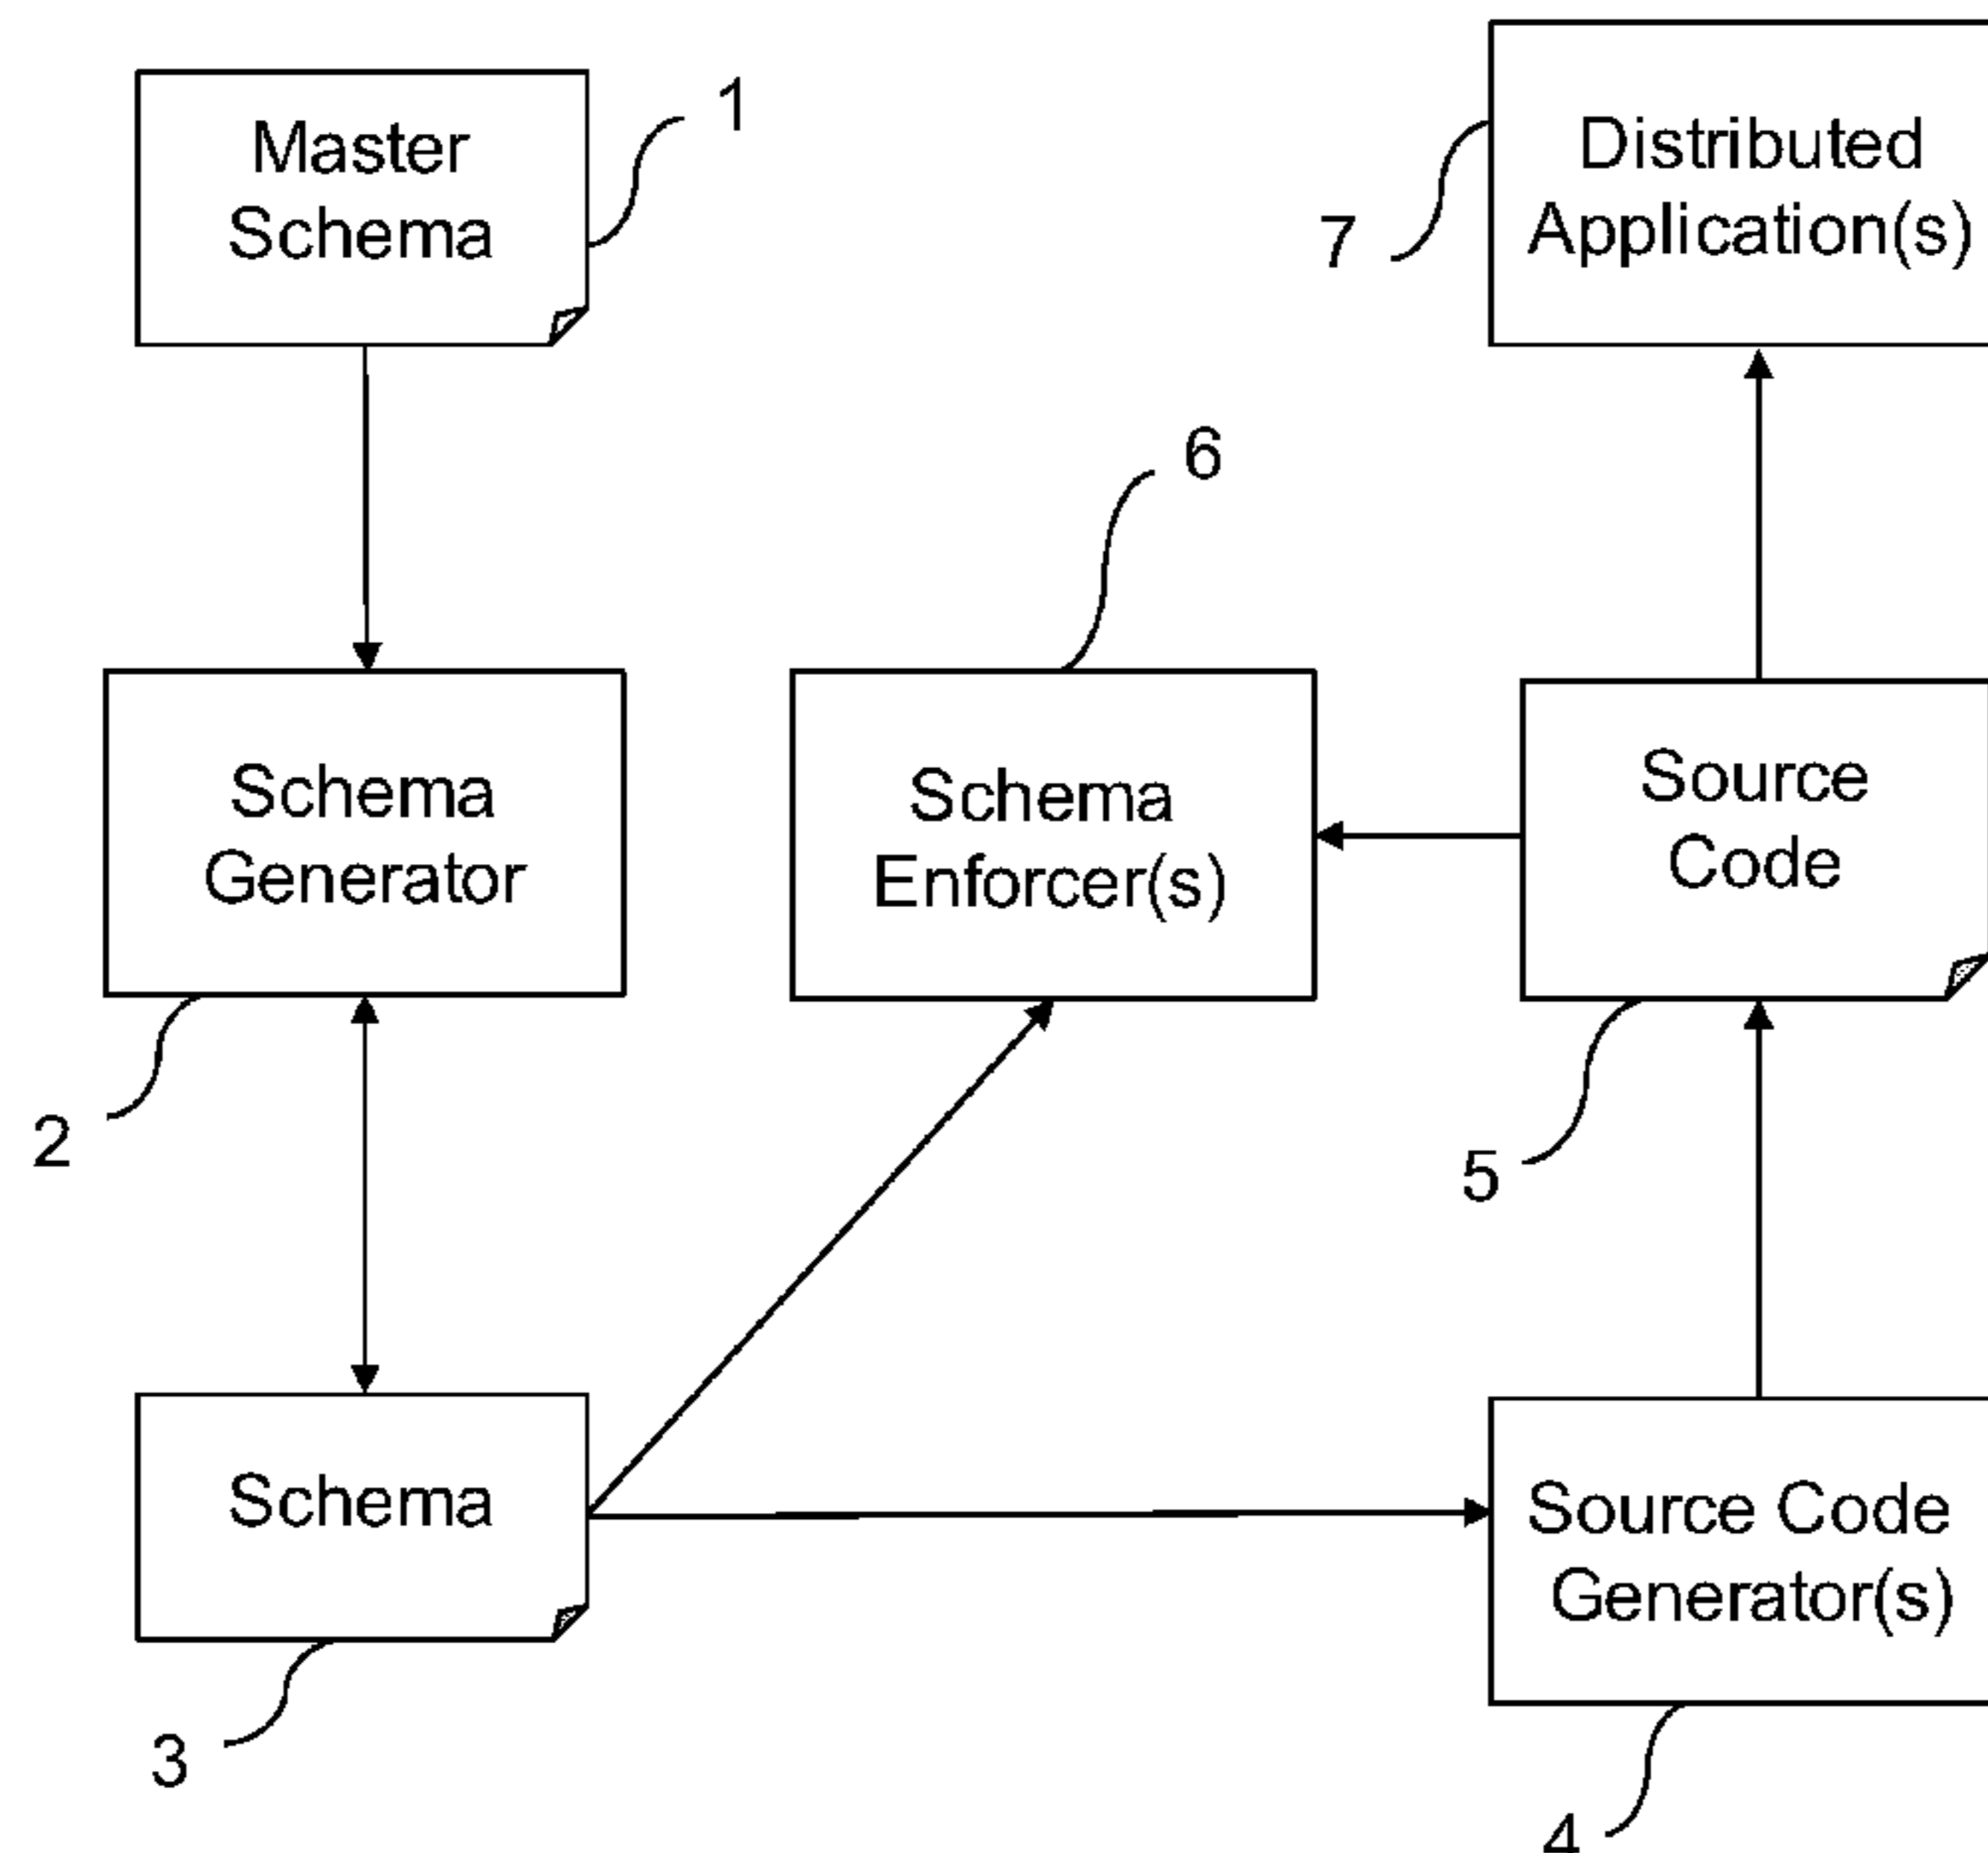 Master
Schema
1
Distributed
Application(s)
7
6
Schema
Generator
2
Schema
Enforcer(s)
Source
Code
5
Schema
3
Source Code
Generator(s)
4